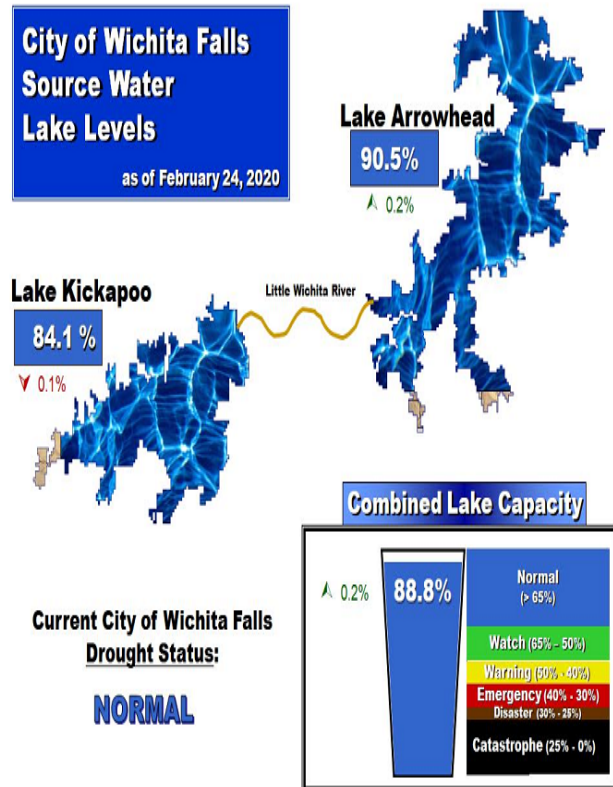 City of Wichita Falls
Source Water
Lake Levels
as of February 24, 2020
Lake Arrowhead
90.5%
0.2%
Little Wichita River
Lake Kickapoo
84.1 %
0.1%
Combined Lake Capacity
0.2%
88.8%
Normal
(> 65%)
Watch (65% - 50%)
Warning (50% - 40%)
Emergency (40% - 30%)
Disaster (30% - 25%)
Catastrophe (25% - 0%)
Current City of Wichita Falls
Drought Status:
NORMAL